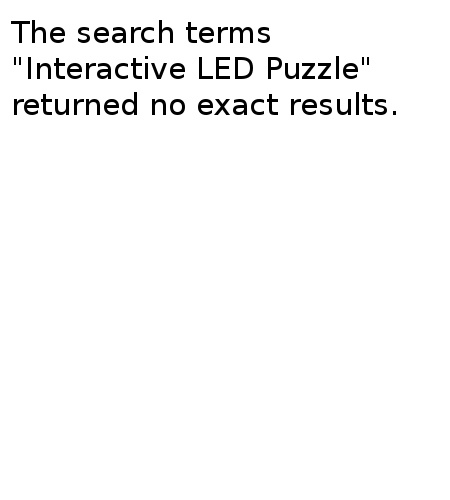 The search terms
"Interactive LED Puzzle"
returned no exact results.